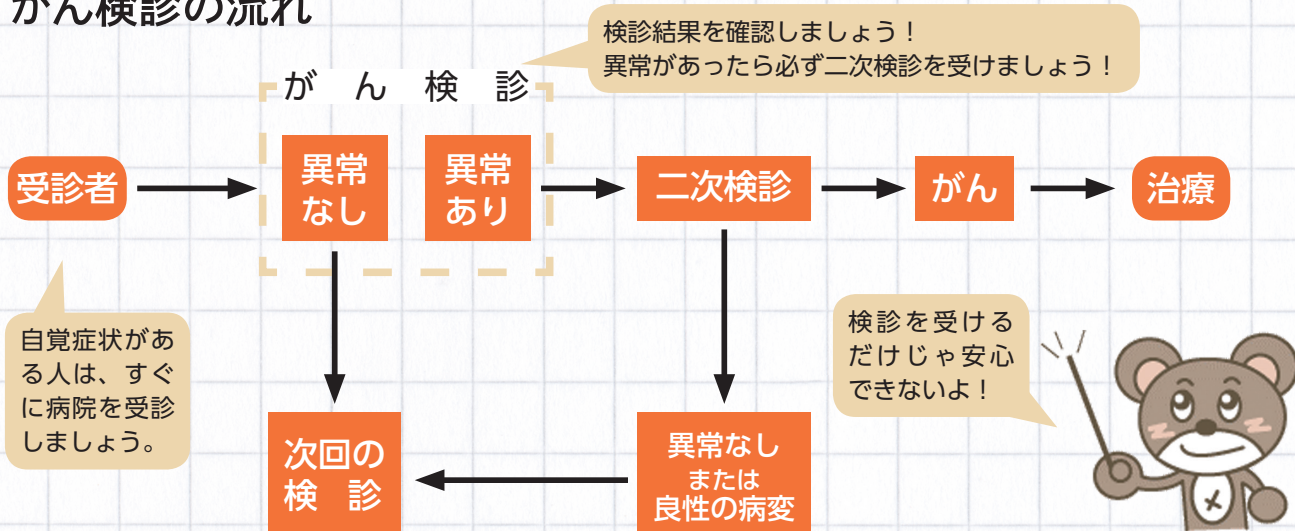 がん検診の流れ
検診結果を確認しましょう！
異常があったら必ず二次検診を受けましょう！
がん検診
受診者
異常
なし
異常
あり
二次検診
がん
治療
自覚症状があ
る人は、すぐ
に病院を受診
しましょう。
検診を受ける
だけじゃ安心
できないよ！
次回の
検診
異常なし
または
良性の病変